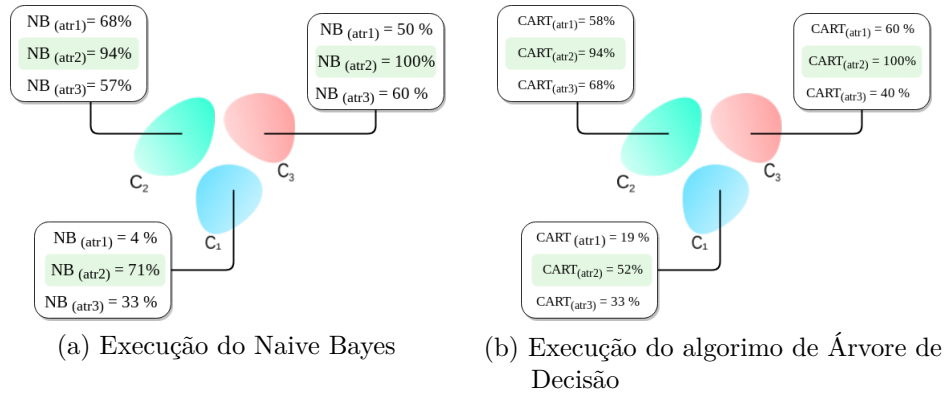 NB (atr1)= 68%
NB (atr2)= 94%
NB (atr3)= 57%
NB (atr1) = 50 %
NB (atr2) = 100%
NB (atr3) = 60 %
C2
C3
C1
NB (atr1) = 4 %
NB (atr2) = 71%
NB (atr3) = 33 %
(a) Execução do Naive Bayes
CART(atr1)= 58%
CART(atr2)= 94%
CART(atr3)= 68%
CART(atr1) = 60 %
CART(atr2) = 100%
CART(atr3) = 40 %
C2
C3
C1
CART (atr1) = 19 %
CART(atr2) = 52%
CART(atr3) = 33 %
(b) Execução do algorimo de Árvore de
Decisão